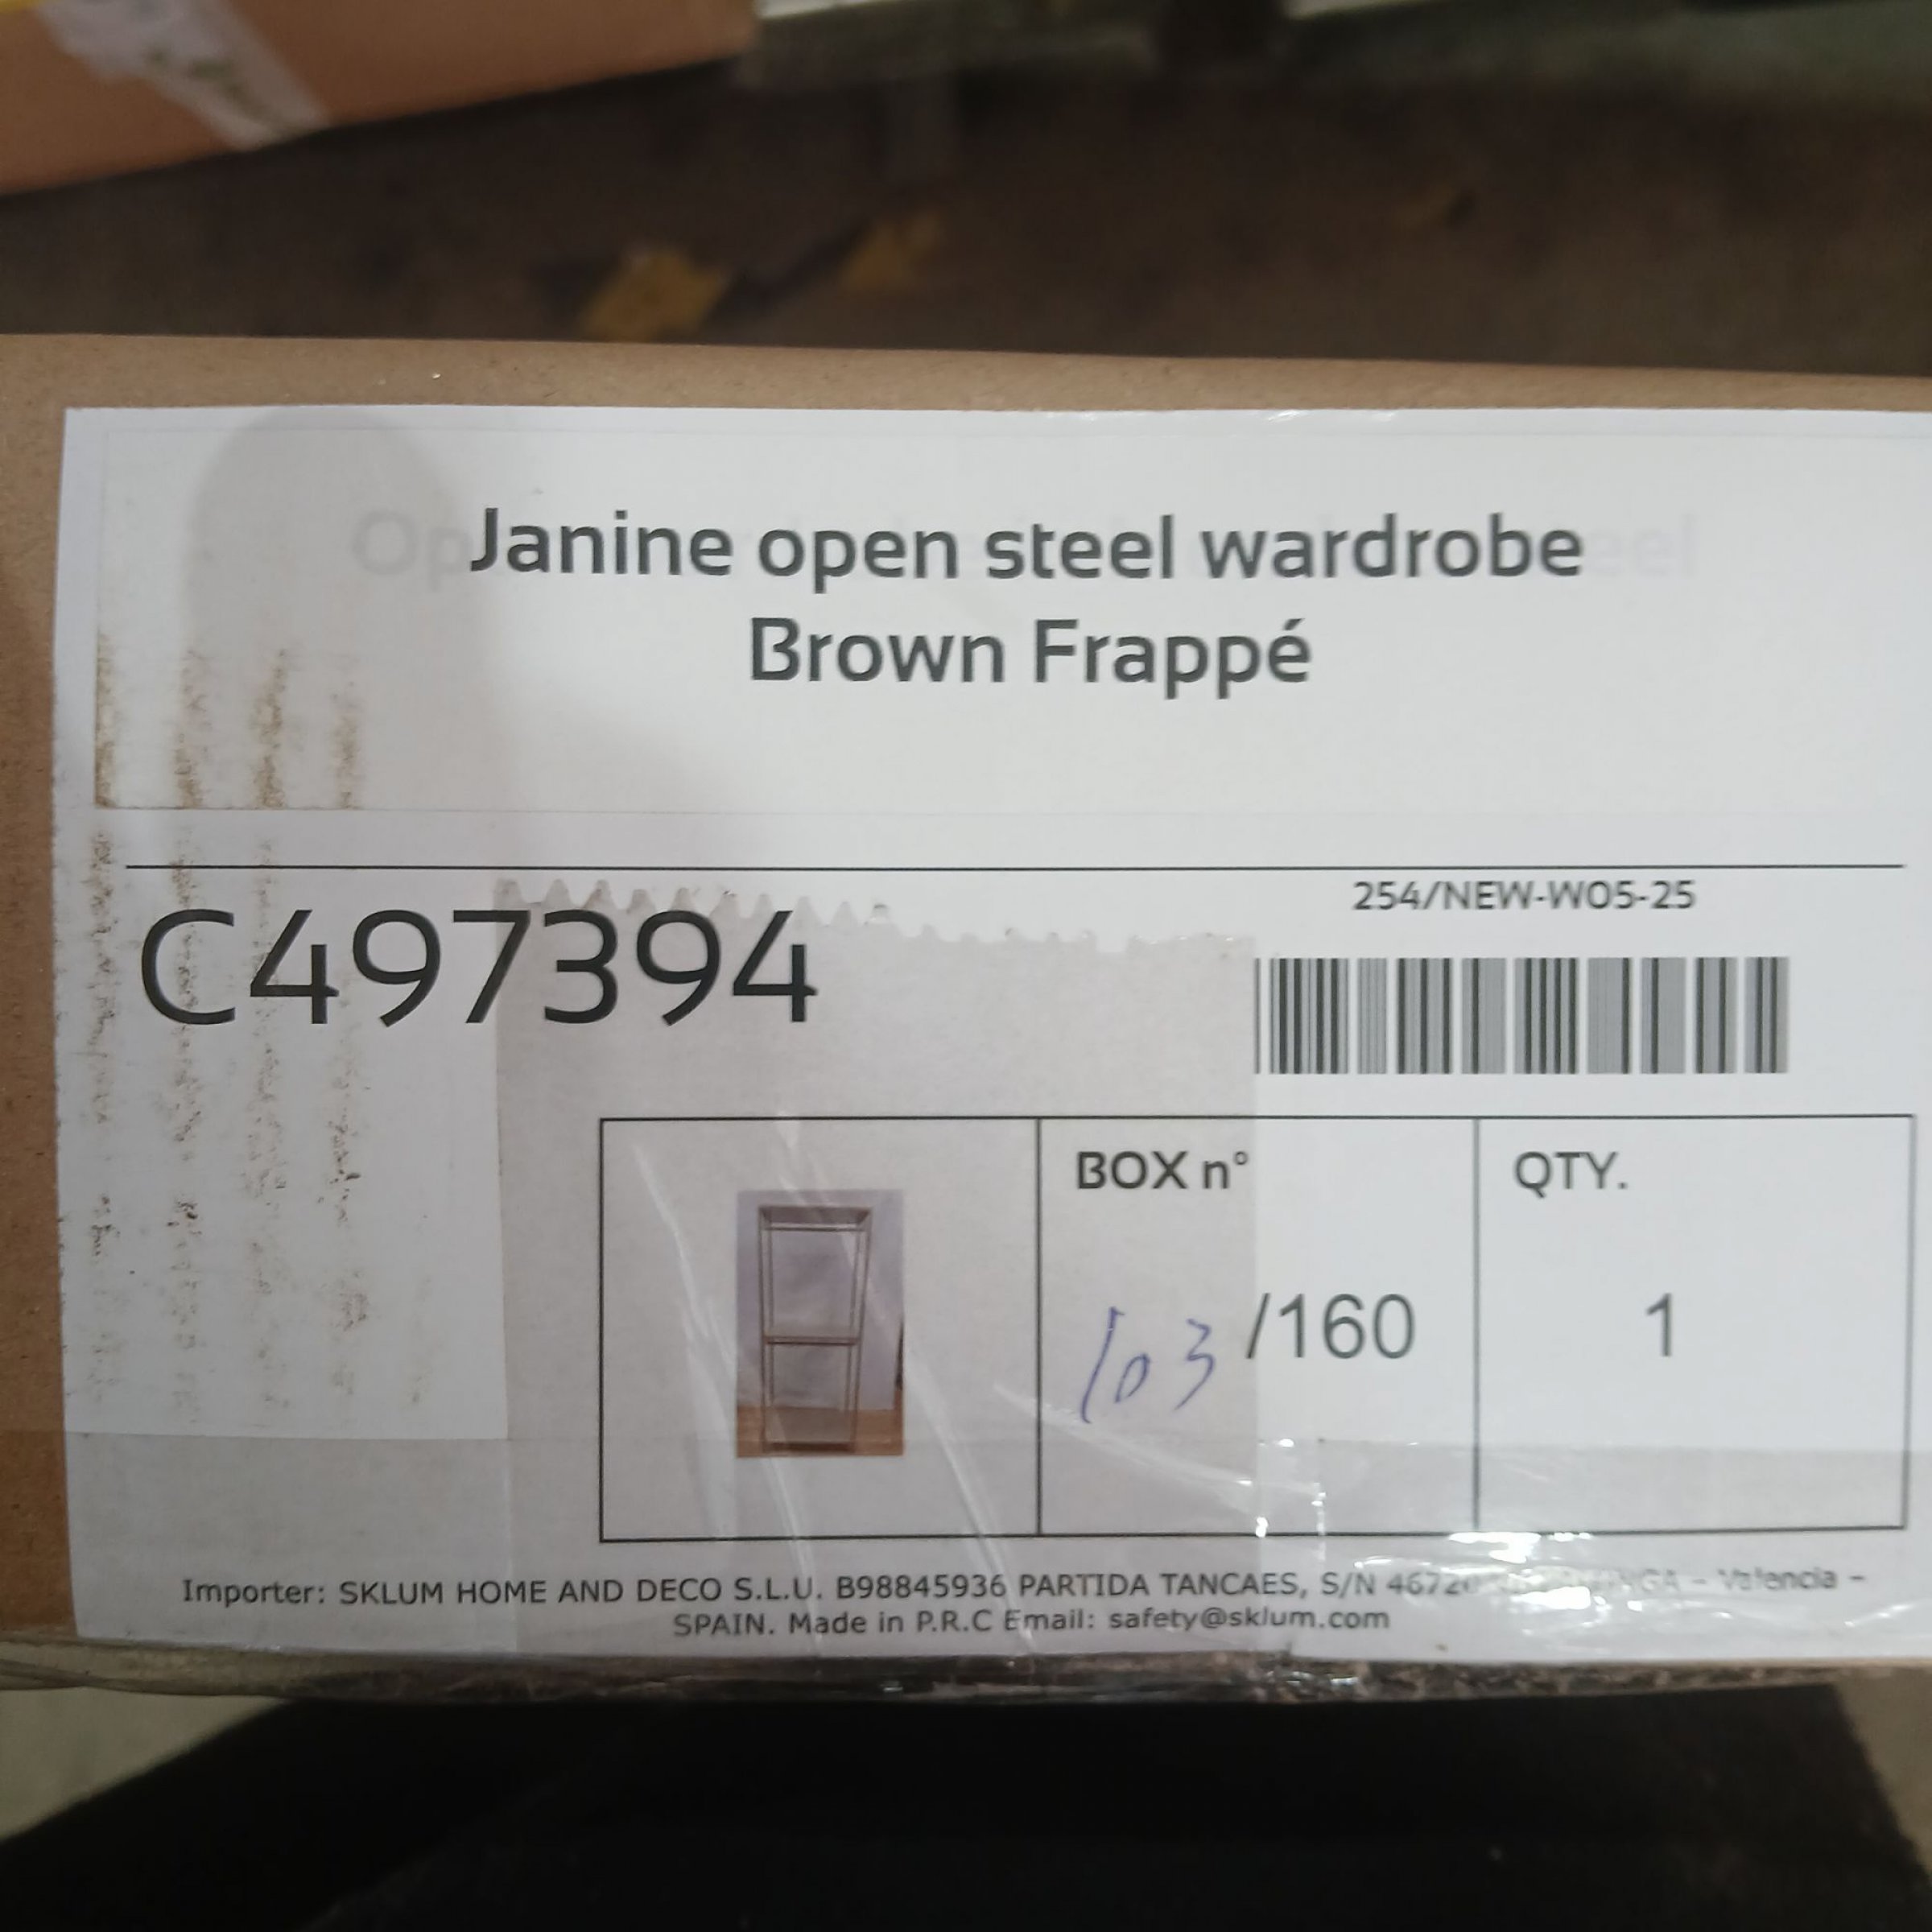 Janine open steel wardrobe
Brown Frappé
254/NEW-W05-25
C497394
BOX n°
QTY.
103 /160
1
Importer: SKLUM HOME AND DECO S.L.U. B98845936 PARTIDA TANCAES, S/N Valencia –
SPAIN. Made in P.R.C Email: safety@sklum.com